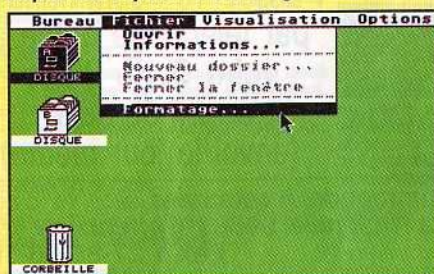 Bureau Fichier Visualisation Options
Ouvrir
Informations...
Nouveau dossier...
Fermer
Fermer la fenêtre
Formatage...
A
DISQUE
B
DISQUE
CORBEILLE